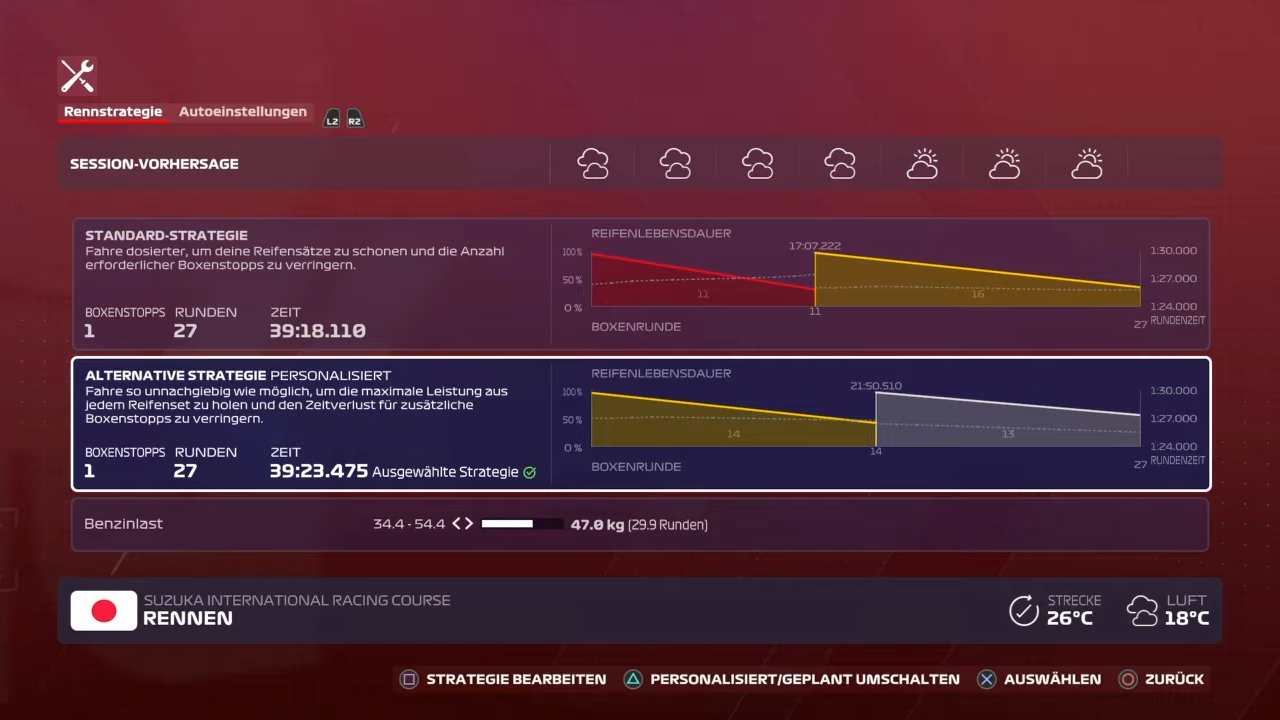 Rennstrategie Autoeinstellungen L2 R2
SESSION-VORHERSAGE
STANDARD-STRATEGIE
Fahre dosierter, um deine Reifensätze zu schonen und die Anzahl
erforderlicher Boxenstopps zu verringern.
BOXENSTOPPS RUNDEN ZEIT
1 27 39:18.110
REIFENLEBENSDAUER
17:07.222
100 %
50 %
0 %
11
16
1:30.000
1:27.000
1:24.000
11
27 RUNDENZEIT
BOXENRUNDE
ALTERNATIVE STRATEGIE PERSONALISIERT
Fahre so unnachgiebig wie möglich, um die maximale Leistung aus
jedem Reifenset zu holen und den Zeitverlust für zusätzliche
Boxenstopps zu verringern.
BOXENSTOPPS RUNDEN ZEIT
1 27 39:23.475 Ausgewählte Strategie
REIFENLEBENSDAUER
21:50.510
100 %
50 %
0 %
14
13
1:30.000
1:27.000
1:24.000
14
27 RUNDENZEIT
BOXENRUNDE
Benzinlast 34.4 - 54.4 <> 47.0 kg (29.9 Runden)
SUZUKA INTERNATIONAL RACING COURSE
RENNEN
STRECKE
26°C
LUFT
18°C
STRATEGIE BEARBEITEN PERSONALISIERT/GEPLANT UMSCHALTEN AUSWÄHLEN ZURÜCK